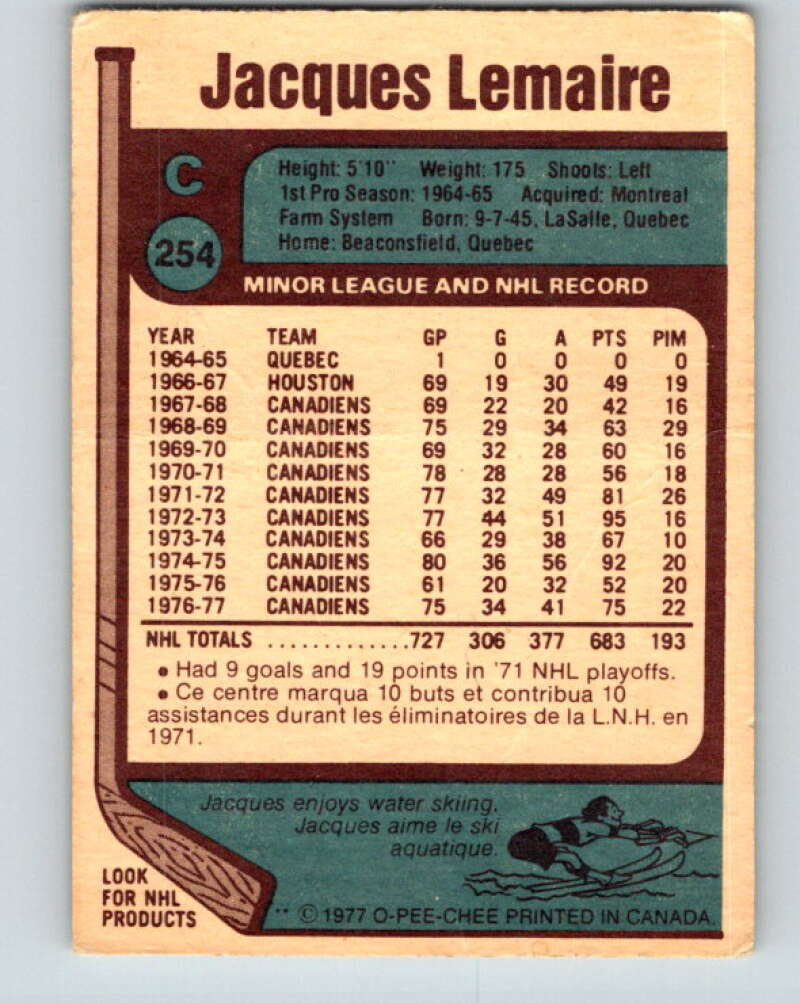 Jacques Lemaire
C
Height: 5'10" Weight: 175 Shoots: Left
1st Pro Season: 1964-65 Acquired: Montreal
Farm System Born: 9-7-45, LaSalle, Quebec
Home: Beaconsfield, Quebec
254
MINOR LEAGUE AND NHL RECORD
YEAR TEAM GP G A PTS PIM
1964-65 QUEBEC 1 0 0 0 0
1966-67 HOUSTON 69 19 30 49 19
1967-68 CANADIENS 69 22 20 42 16
1968-69 CANADIENS 75 29 34 63 29
1969-70 CANADIENS 69 32 28 60 16
1970-71 CANADIENS 78 28 28 56 18
1971-72 CANADIENS 77 32 49 81 26
1972-73 CANADIENS 77 44 51 95 16
1973-74 CANADIENS 66 29 38 67 10
1974-75 CANADIENS 80 36 56 92 20
1975-76 CANADIENS 61 20 32 52 20
1976-77 CANADIENS 75 34 41 75 22
NHL TOTALS ..............727 306 377 683 193
• Had 9 goals and 19 points in '71 NHL playoffs.
• Ce centre marqua 10 buts et contribua 10
assistances durant les éliminatoires de la L.N.H. en
1971.
Jacques enjoys water skiing.
Jacques aime le ski
aquatique.
LOOK
FOR NHL
PRODUCTS
** © 1977 O-PEE-CHEE PRINTED IN CANADA.